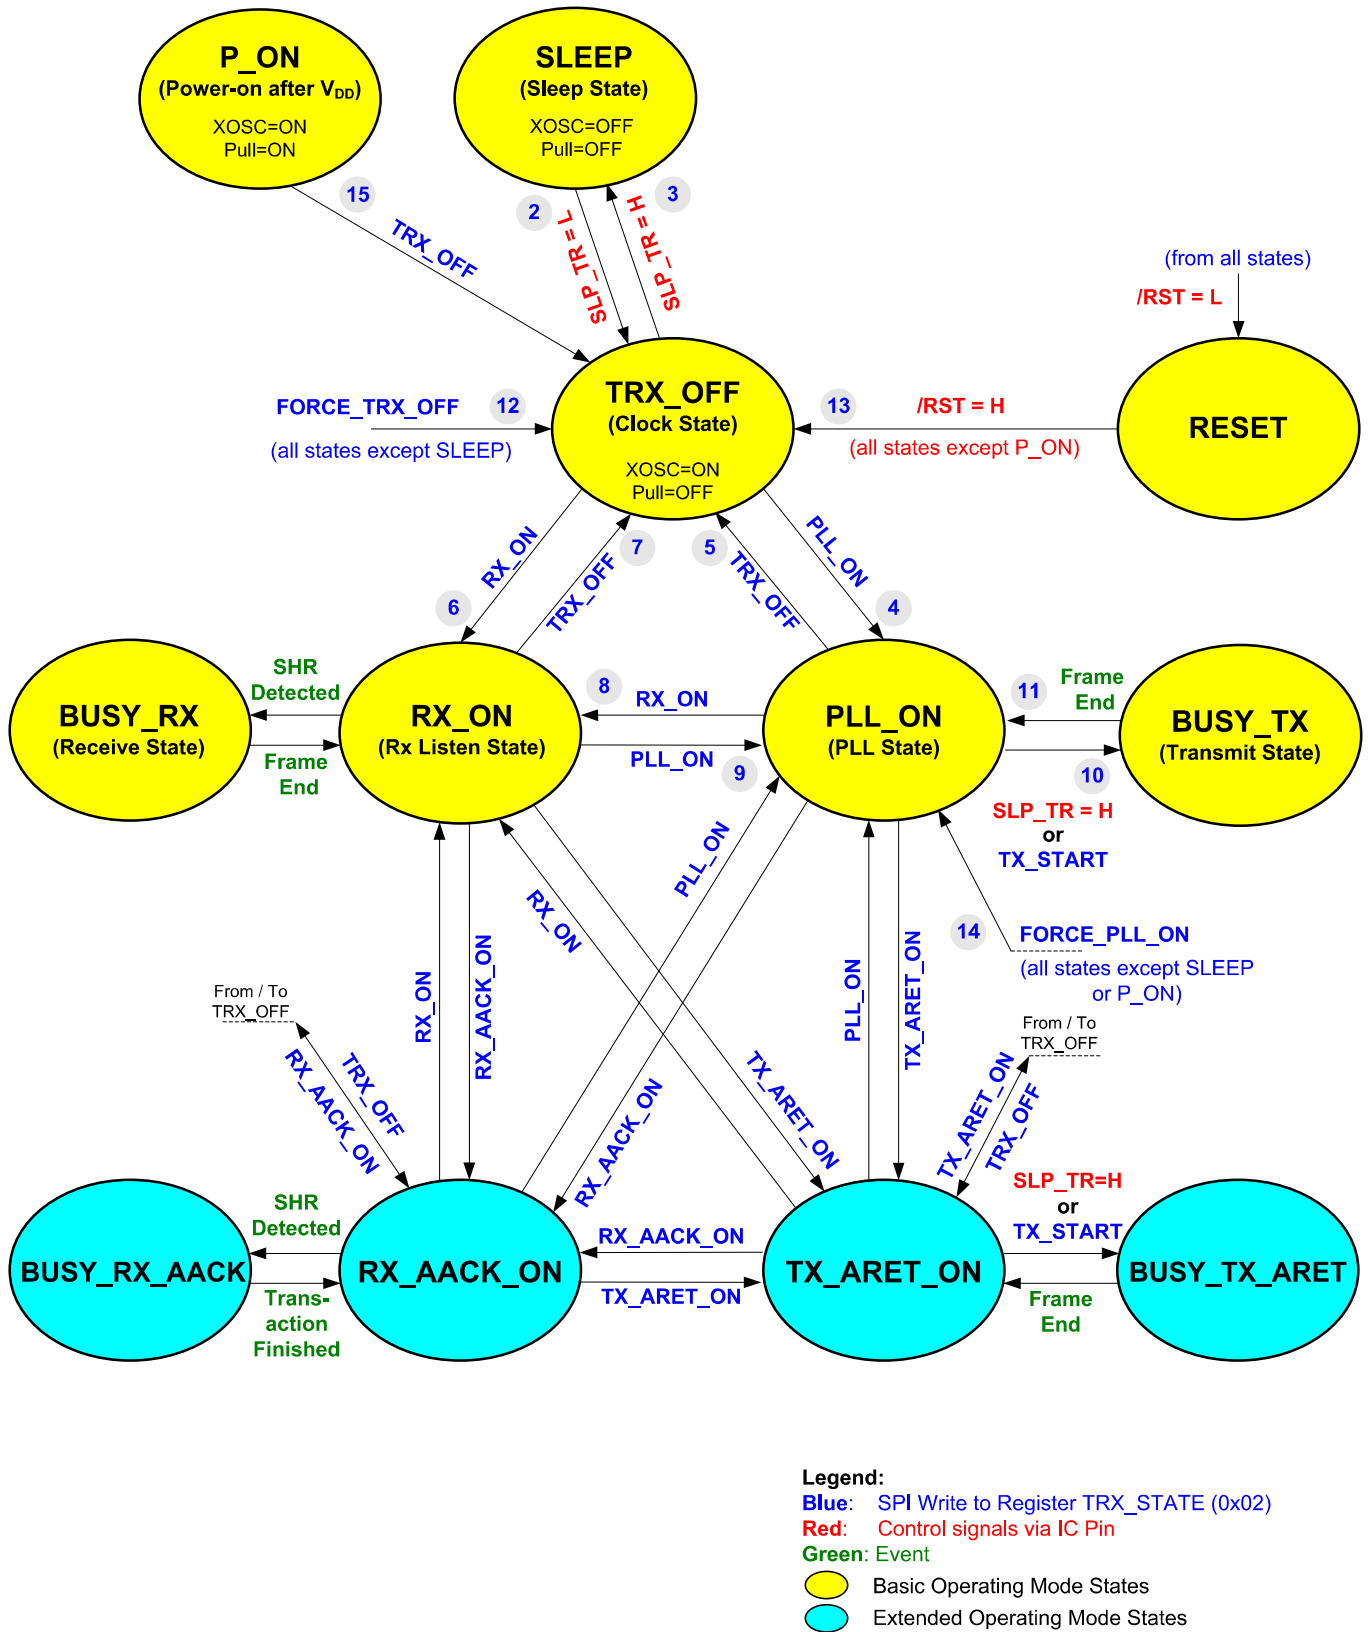 P_ON
(Power-on after VDD)
XOSC=ON
Pull=ON
SLEEP
(Sleep State)
XOSC=OFF
Pull=OFF
15
TRX_OFF
2
SLP_TR = L
3
SLP_TR = H
(from all states)
/RST = L
RESET
TRX_OFF
(Clock State)
XOSC=ON
Pull=OFF
FORCE_TRX_OFF
12
(all states except SLEEP)
13
/RST = H
(all states except P_ON)
RX_ON
6
7
TRX_OFF
5
TRX_OFF
PLL_ON
4
BUSY_RX
(Receive State)
SHR
Detected
Frame
End
RX_ON
(Rx Listen State)
8
RX_ON
PLL_ON
9
PLL_ON
(PLL State)
11
Frame
End
10
SLP_TR = H
or
TX_START
BUSY_TX
(Transmit State)
PLL_ON
RX_ON
14
FORCE_PLL_ON
(all states except SLEEP
or P_ON)
RX_ON
RX_AACK_ON
PLL_ON
TX_ARET_ON
From / To
TRX_OFF
TRX_OFF
RX_AACK_ON
RX_AACK_ON
TX_ARET_ON
From / To
TRX_OFF
TX_ARET_ON
TRX_OFF
BUSY_RX_AACK
SHR
Detected
Trans-
action
Finished
RX_AACK_ON
RX_AACK_ON
TX_ARET_ON
TX_ARET_ON
SLP_TR=H
or
TX_START
Frame
End
BUSY_TX_ARET
Legend:
Blue: SPI Write to Register TRX_STATE (0x02)
Red: Control signals via IC Pin
Green: Event
Basic Operating Mode States
Extended Operating Mode States